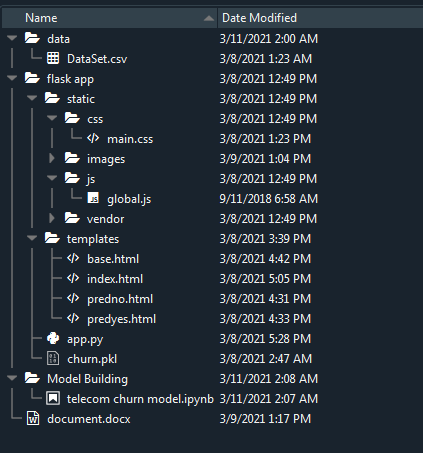 Name Date Modified
data 3/11/2021 2:00 AM
DataSet.csv 3/8/2021 1:23 AM
flask app 3/8/2021 12:49 PM
static 3/8/2021 12:49 PM
css 3/8/2021 12:49 PM
main.css 3/8/2021 1:23 PM
images 3/9/2021 1:04 PM
js 3/8/2021 12:49 PM
global.js 9/11/2018 6:58 AM
vendor 3/8/2021 12:49 PM
templates 3/8/2021 3:39 PM
base.html 3/8/2021 4:42 PM
index.html 3/8/2021 5:05 PM
predno.html 3/8/2021 4:31 PM
predyes.html 3/8/2021 4:33 PM
app.py 3/8/2021 5:28 PM
churn.pkl 3/8/2021 2:47 AM
Model Building 3/11/2021 2:08 AM
telecom churn model.ipynb 3/11/2021 2:07 AM
document.docx 3/9/2021 1:17 PM